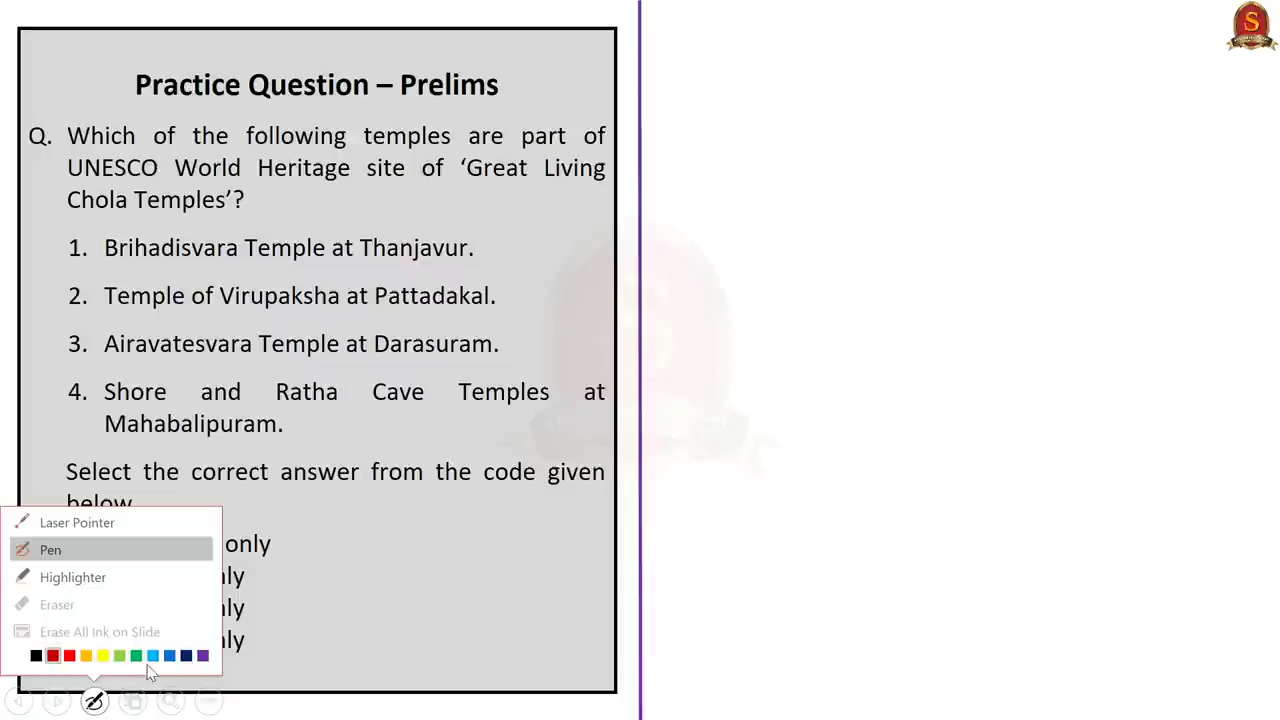 Practice Question – Prelims
Q. Which of the following temples are part of
UNESCO World Heritage site of ‘Great Living
Chola Temples’?
1. Brihadisvara Temple at Thanjavur.
2. Temple of Virupaksha at Pattadakal.
3. Airavatesvara Temple at Darasuram.
4. Shore and Ratha Cave Temples at
Mahabalipuram.
Select the correct answer from the code given
below
only
Laser Pointer
Pen
Highlighter
Eraser
Erase All Ink on Slide
S